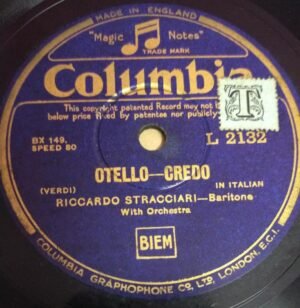 MADE IN ENGLAND
"Magic Notes"
TRADE MARK
Columbia
This copyright patented Record may not be
below price fixed by patentee nor publicly
T
BX 149.
SPEED 80
L 2132
OTELLO—CREDO
(VERDI)
IN ITALIAN
RICCARDO STRACCIARI—Baritone
With Orchestra
BIEM
COLUMBIA GRAPHOPHONE CO, LTD, LONDON, E.C.1.